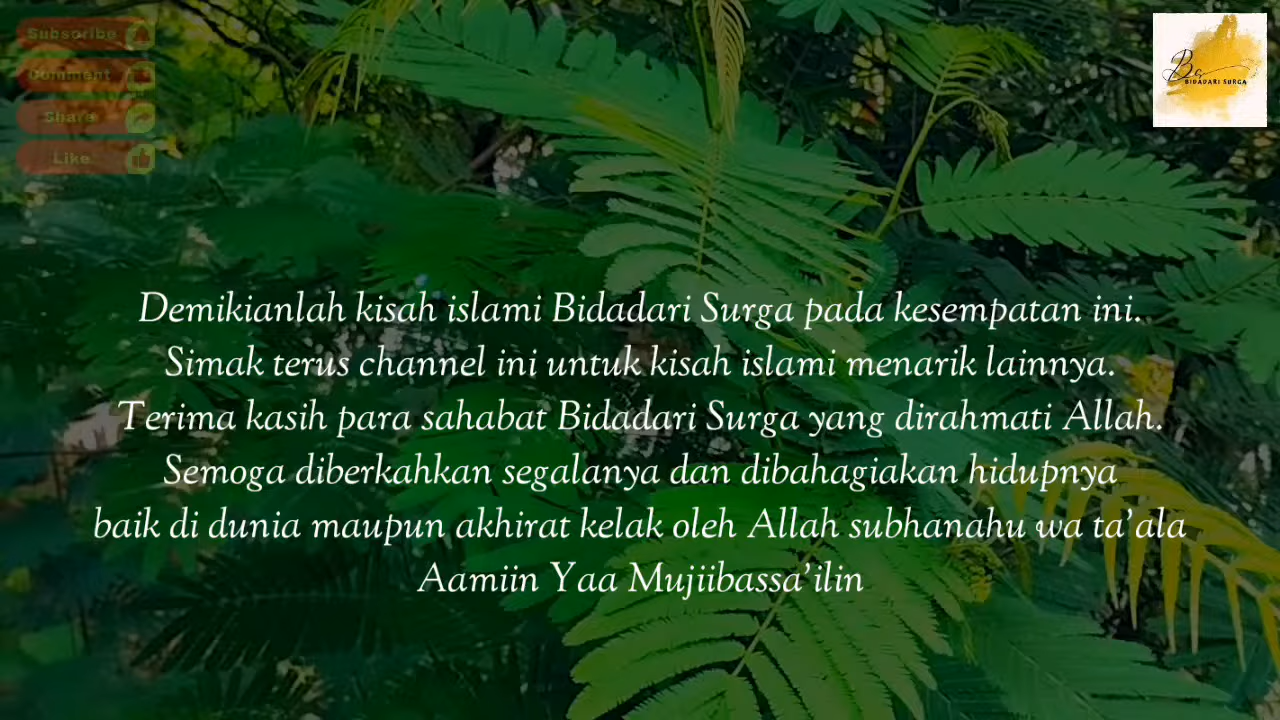 Subscribe
Comment
Share
Like
Bs
BIDADARI SURGA
Demikianlah kisah islami Bidadari Surga pada kesempatan ini.
Simak terus channel ini untuk kisah islami menarik lainnya.
Terima kasih para sahabat Bidadari Surga yang dirahmati Allah.
Semoga diberkahkan segalanya dan dibahagiakan hidupnya
baik di dunia maupun akhirat kelak oleh Allah subhanahu wa ta'ala
Aamiin Yaa Mujiibassa'ilin